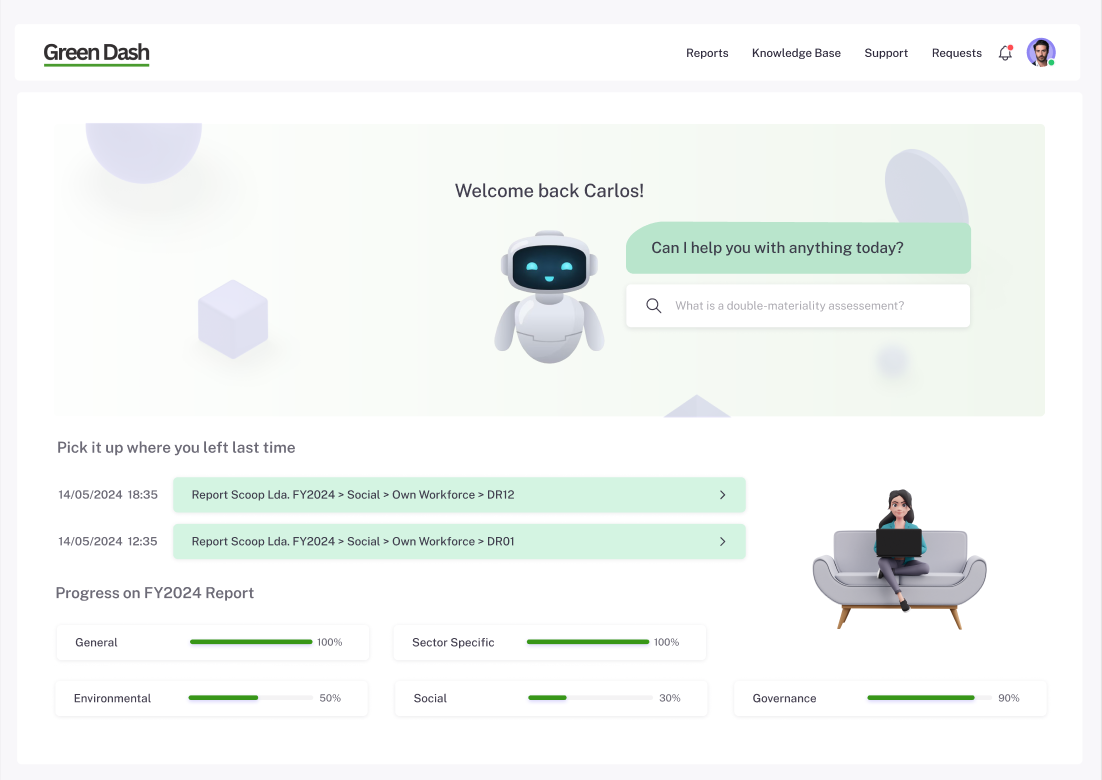 Green Dash
Reports
Knowledge Base
Support
Requests
Welcome back Carlos!
Can I help you with anything today?
What is a double-materiality assessement?
Pick it up where you left last time
14/05/2024 18:35
Report Scoop Lda. FY2024 > Social > Own Workforce > DR12
14/05/2024 12:35
Report Scoop Lda. FY2024 > Social > Own Workforce > DR01
Progress on FY2024 Report
General
100%
Sector Specific
100%
Environmental
50%
Social
30%
Governance
90%